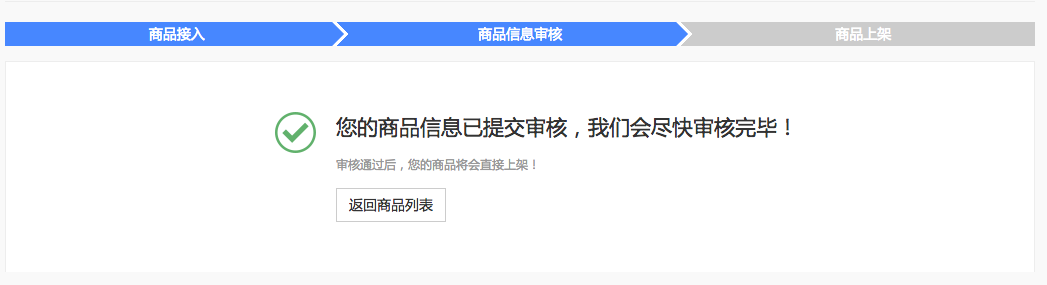 商品接入
商品信息审核
商品上架
您的商品信息已提交审核，我们会尽快审核完毕！
审核通过后，您的商品将会直接上架！
返回商品列表